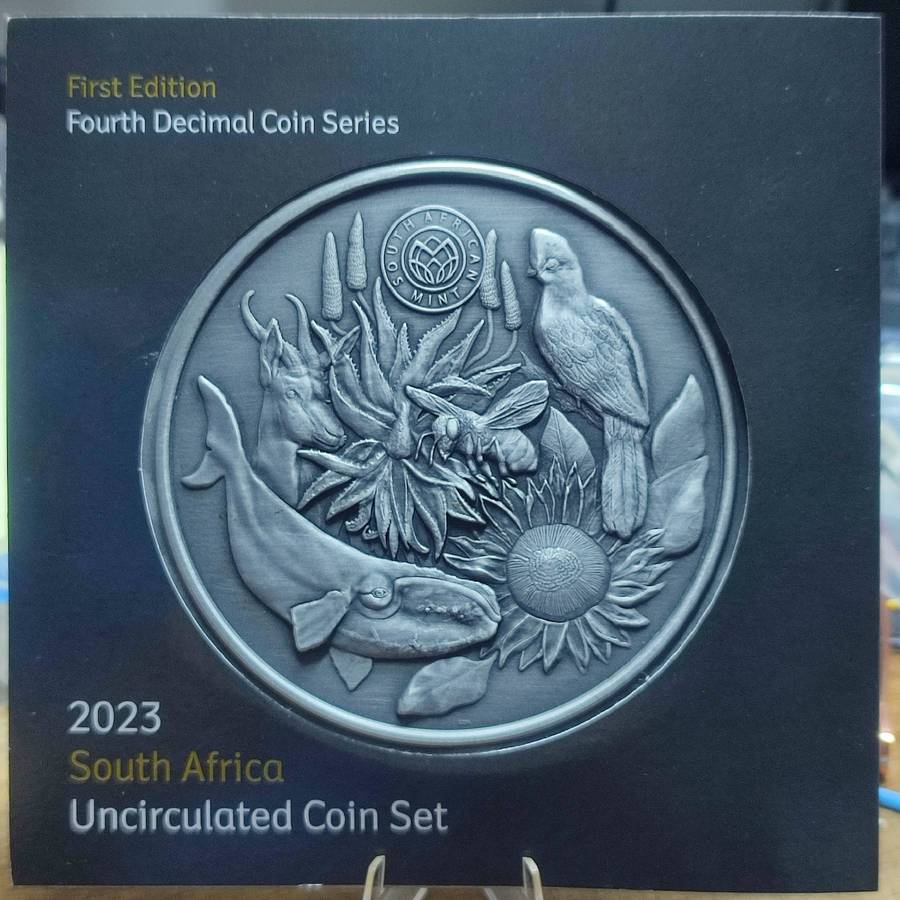 First Edition
Fourth Decimal Coin Series
SOUTH AFRICAN
MINT
2023
South Africa
Uncirculated Coin Set